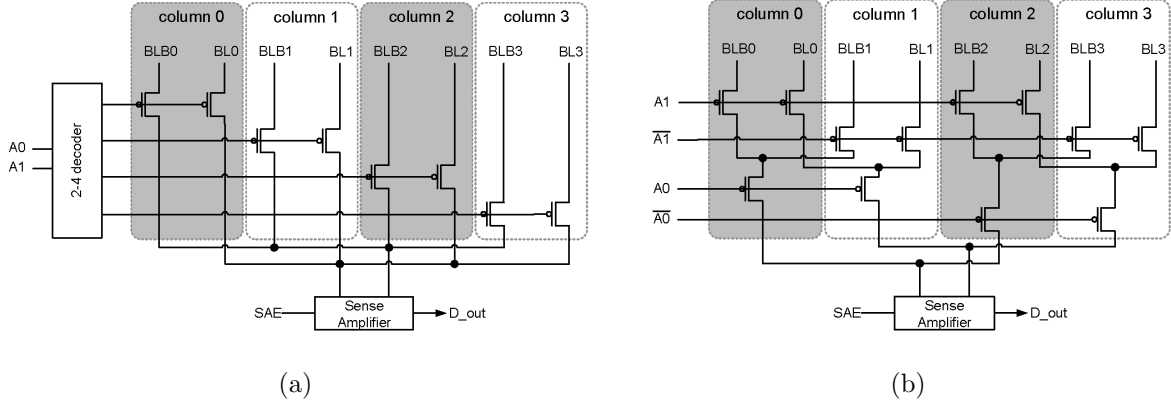 column 0 column 1 column 2 column 3
BLB0 BL0 BLB1 BL1 BLB2 BL2 BLB3 BL3
A0
A1
2-4 decoder
SAE
Sense
Amplifier
D_out
(a)
column 0 column 1 column 2 column 3
BLB0 BL0 BLB1 BL1 BLB2 BL2 BLB3 BL3
A1
A̅1̅
A0
A̅0̅
SAE
Sense
Amplifier
D_out
(b)